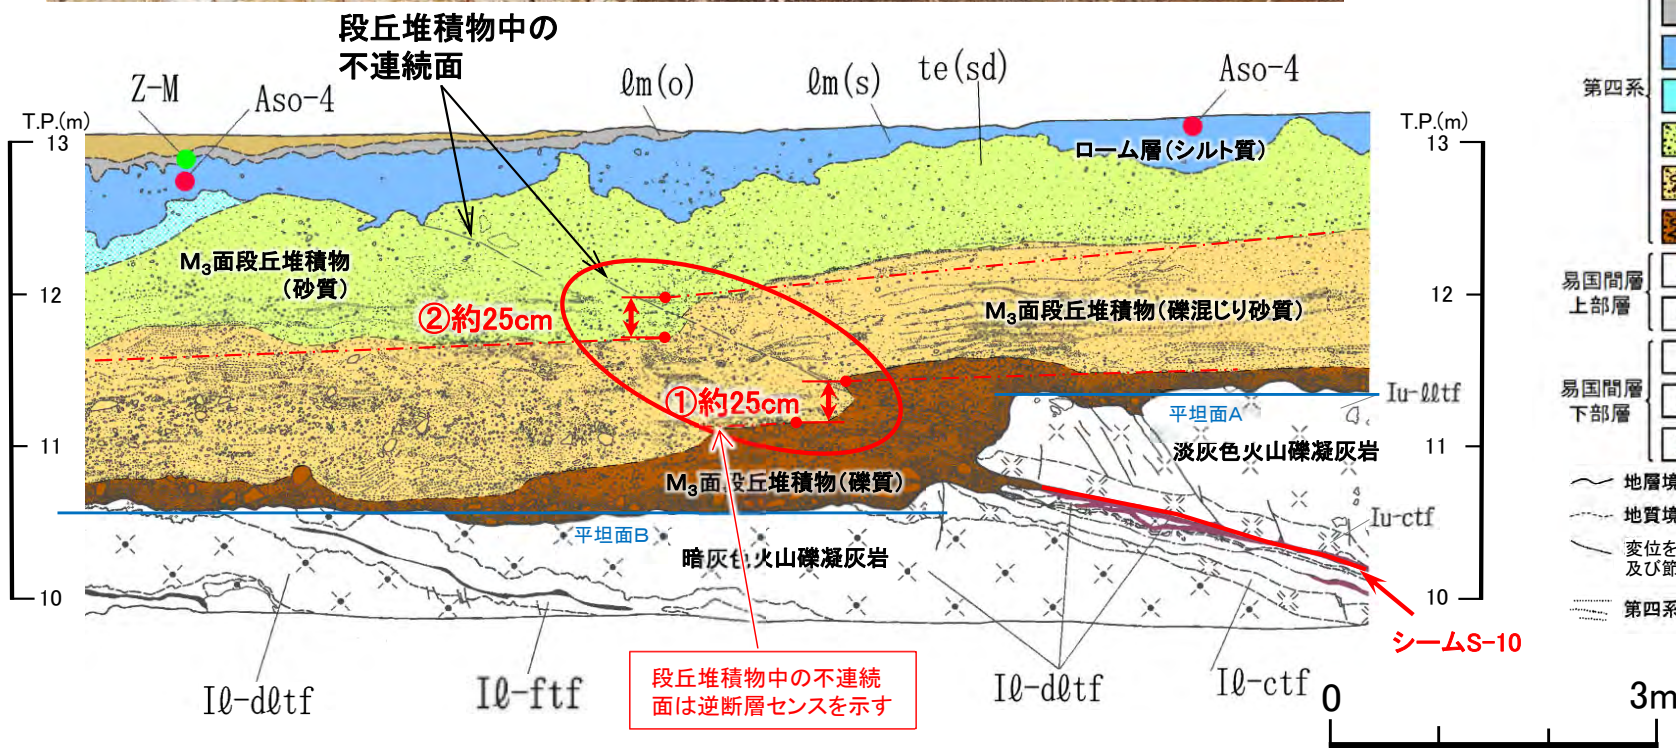 段丘堆積物中の
不連続面
Z-M
Aso-4
ℓm(o)
ℓm(s)
te(sd)
Aso-4
T.P.(m)
13
12
11
10
T.P.(m)
13
12
11
10
ローム層(シルト質)
M₃面段丘堆積物
(砂質)
②約25cm
M₃面段丘堆積物(礫混じり砂質)
①約25cm
Iu-ℓℓtf
平坦面A
淡灰色火山礫凝灰岩
M₃面段丘堆積物(礫質)
Iu-ctf
平坦面B
暗灰色火山礫凝灰岩
シームS-10
段丘堆積物中の不連続
面は逆断層センスを示す
Iℓ-dℓtf
Iℓ-ftf
Iℓ-dℓtf
Iℓ-ctf
0
3m
第四系
易国間層
上部層
易国間層
下部層
地層境
地質境
変位を
及び節
第四系